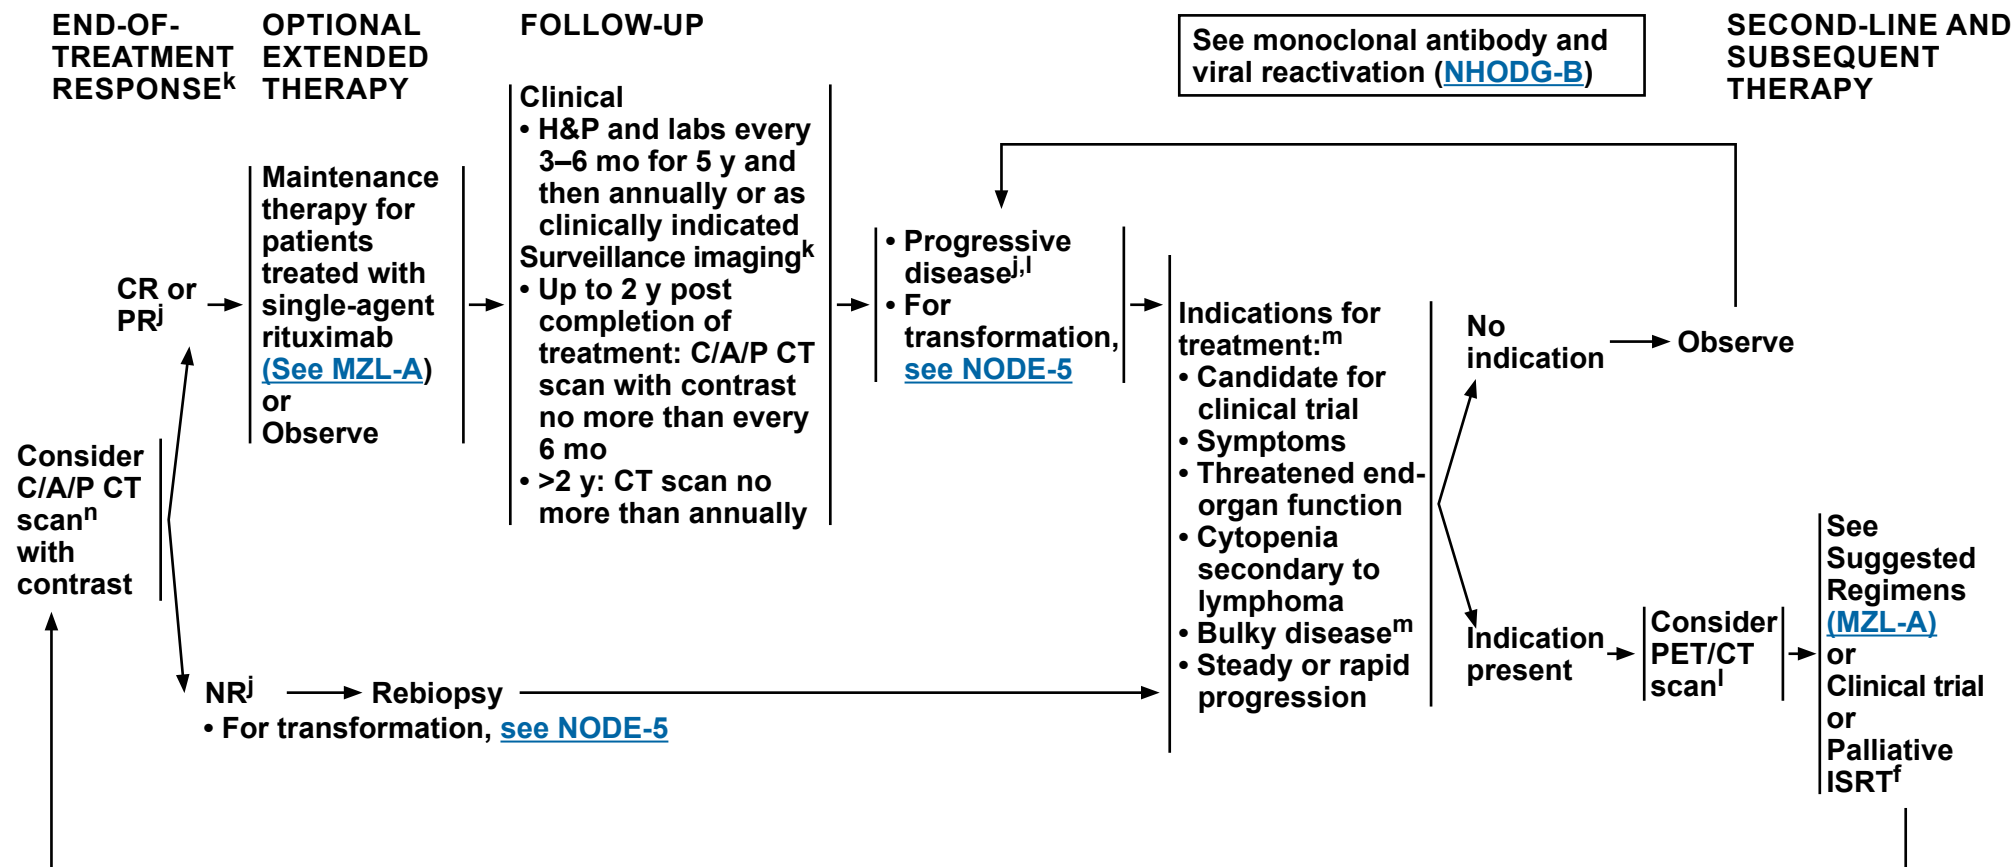 END-OF-
TREATMENT
RESPONSEk
OPTIONAL
EXTENDED
THERAPY
FOLLOW-UP
See monoclonal antibody and
viral reactivation (NHODG-B)
SECOND-LINE AND
SUBSEQUENT
THERAPY
Consider
C/A/P CT
scann
with
contrast
CR or
PRj
Maintenance
therapy for
patients
treated with
single-agent
rituximab
(See MZL-A)
or
Observe
Clinical
• H&P and labs every
3–6 mo for 5 y and
then annually or as
clinically indicated
Surveillance imagingk
• Up to 2 y post
completion of
treatment: C/A/P CT
scan with contrast
no more than every
6 mo
• >2 y: CT scan no
more than annually
• Progressive
diseasej,l
• For
transformation,
see NODE-5
NRj
Rebiopsy
• For transformation, see NODE-5
Indications for
treatment:m
• Candidate for
clinical trial
• Symptoms
• Threatened end-
organ function
• Cytopenia
secondary to
lymphoma
• Bulky diseasem
• Steady or rapid
progression
No
indication
Observe
Indication
present
Consider
PET/CT
scanl
See
Suggested
Regimens
(MZL-A)
or
Clinical trial
or
Palliative
ISRTf